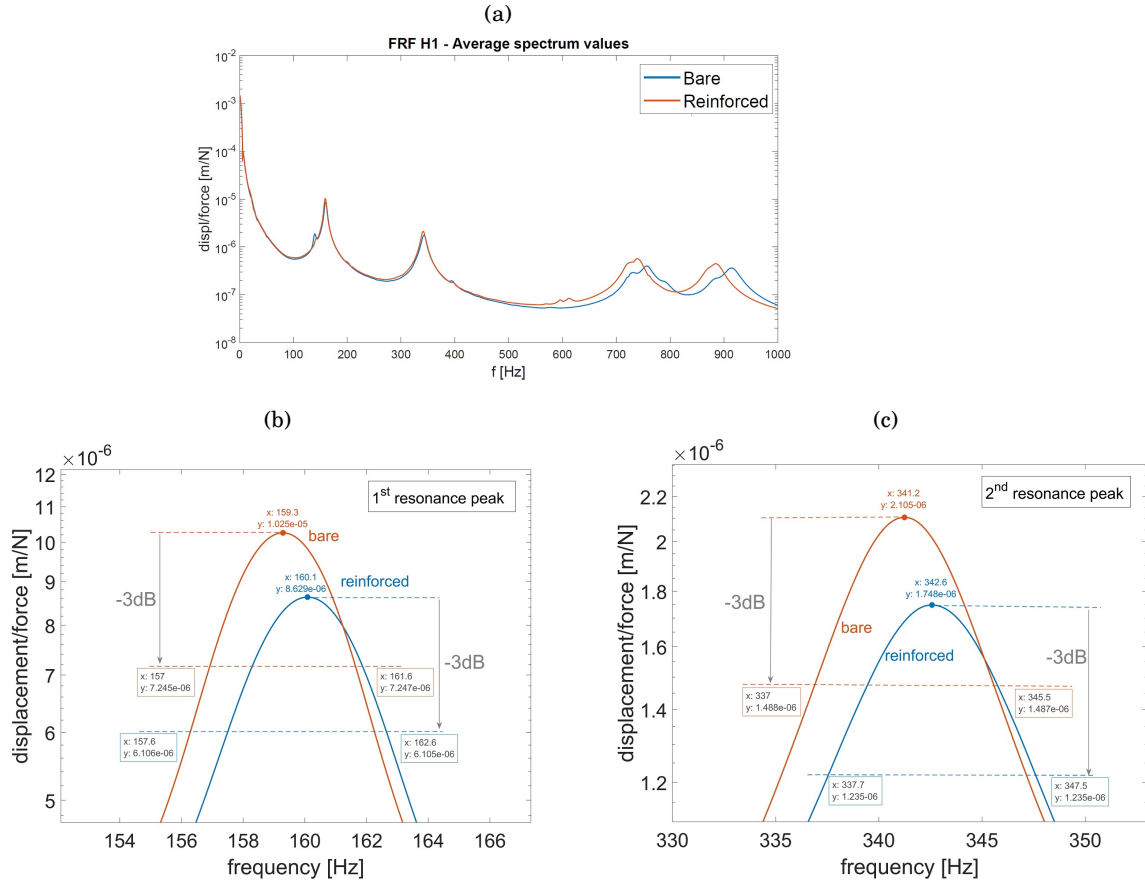 (a)
FRF H1 - Average spectrum values
Bare
Reinforced
10^-2
10^-3
10^-4
10^-5
10^-6
10^-7
10^-8
displ/force [m/N]
0 100 200 300 400 500 600 700 800 900 1000
f [Hz]
(b)
×10^-6
1st resonance peak
12
11
10
9
8
7
6
5
displacement/force [m/N]
x: 159.3
y: 1.025e-05
bare
x: 160.1
y: 8.629e-06
reinforced
-3dB
-3dB
x: 157
y: 7.245e-06
x: 161.6
y: 7.247e-06
x: 157.6
y: 6.106e-06
x: 162.6
y: 6.105e-06
154 156 158 160 162 164 166
frequency [Hz]
(c)
×10^-6
2nd resonance peak
2.2
2
1.8
1.6
1.4
1.2
displacement/force [m/N]
x: 341.2
y: 2.105-06
x: 342.6
y: 1.748e-06
-3dB
bare
reinforced
-3dB
x: 337
y: 1.488e-06
x: 345.5
y: 1.487e-06
x: 337.7
y: 1.235-06
x: 347.5
y: 1.235e-06
330 335 340 345 350
frequency [Hz]